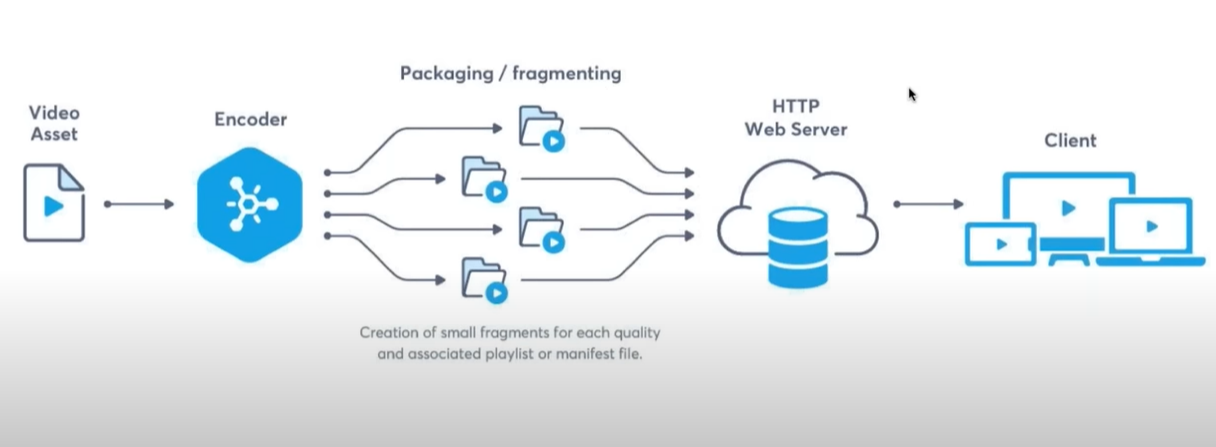 Packaging / fragmenting
Video
Asset
Encoder
HTTP
Web Server
Client
Creation of small fragments for each quality
and associated playlist or manifest file.